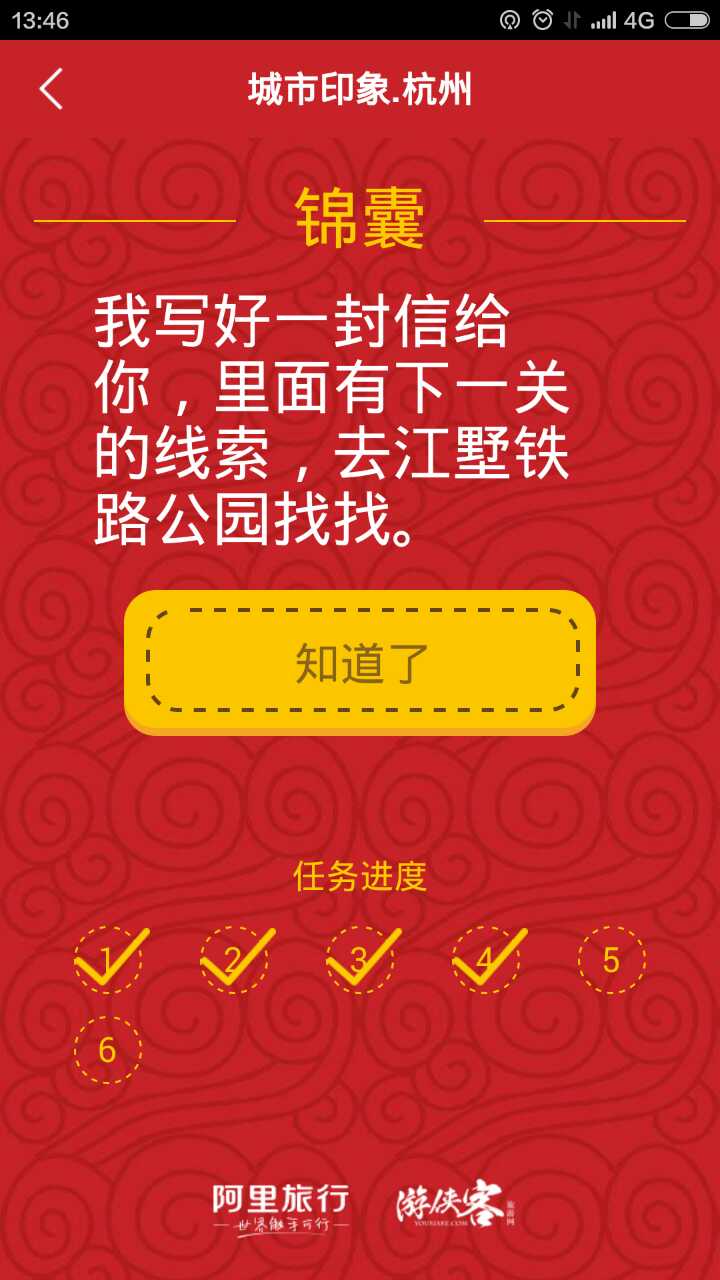 13:46
4G
城市印象.杭州
锦囊
我写好一封信给
你，里面有下一关
的线索，去江墅铁
路公园找找。
知道了
任务进度
1 2 3 4 5
6
阿里旅行
世界触手可行
游侠客
YOUXIAKE.COM
旅游网